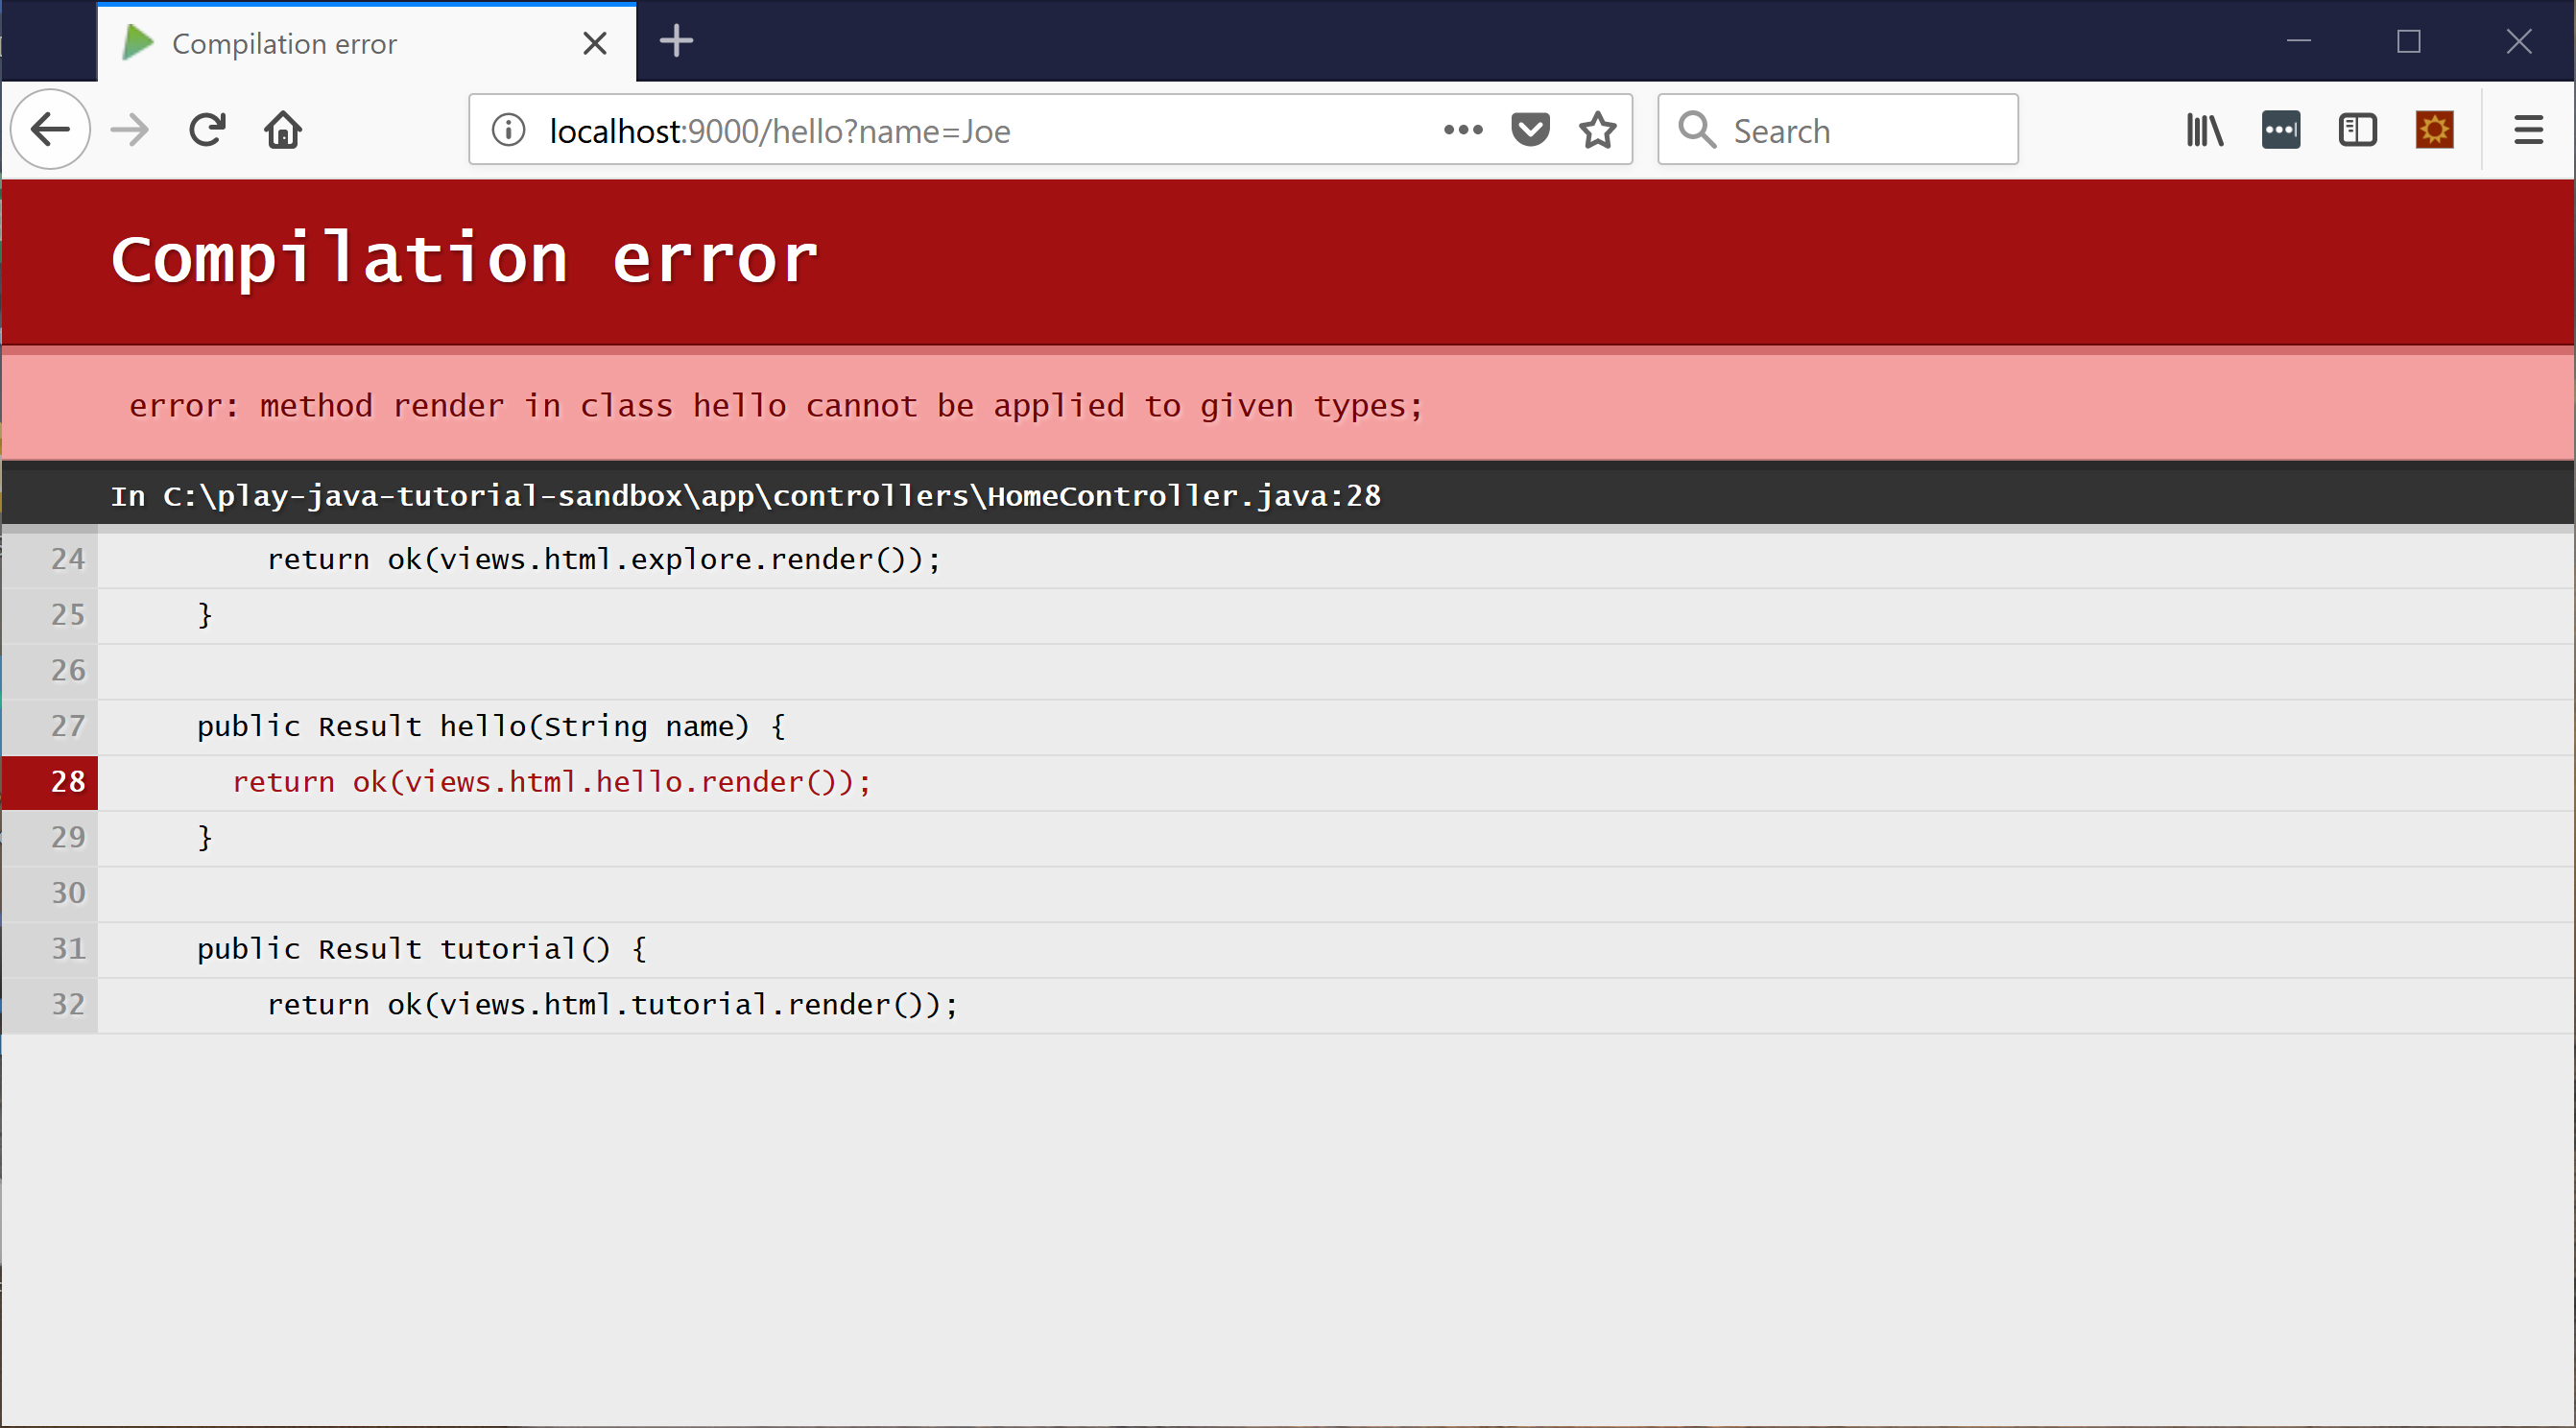 Compilation error
localhost:9000/hello?name=Joe
Search
Compilation error
error: method render in class hello cannot be applied to given types;
In C:\play-java-tutorial-sandbox\app\controllers\HomeController.java:28
24         return ok(views.html.explore.render());
25     }
26
27     public Result hello(String name) {
28       return ok(views.html.hello.render());
29     }
30
31     public Result tutorial() {
32         return ok(views.html.tutorial.render());